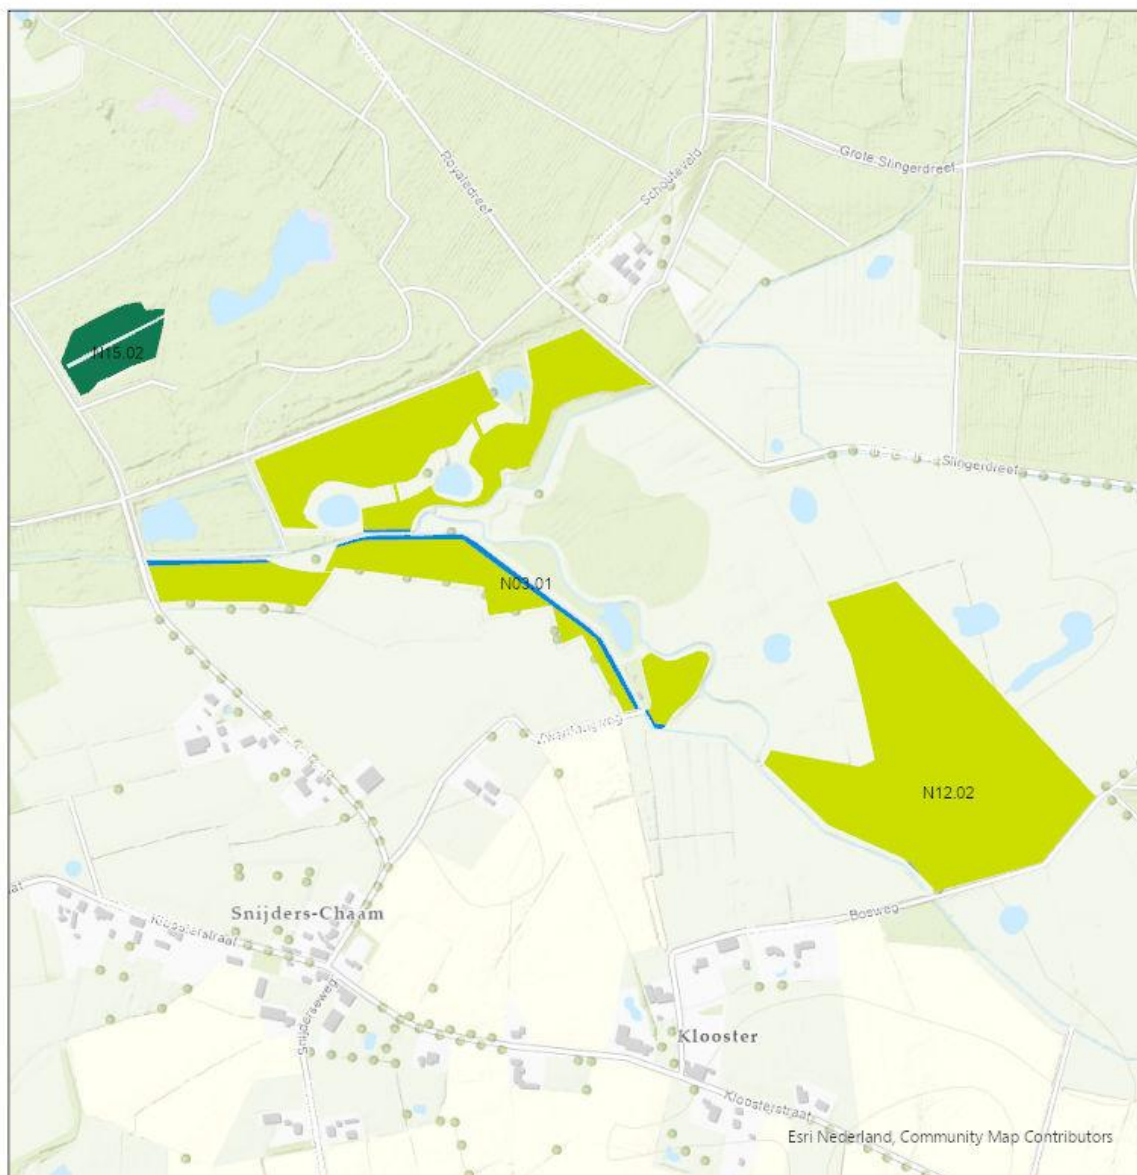 Grote Slingerdreef
Royaledreef
Schouteveld
N15.02
Slingerdreef
N03.01
N12.02
Bosweg
Snijders-Chaam
Kloosterstraat
Snijderseweg
Klooster
Kloosterstraat
Esri Nederland, Community Map Contributors